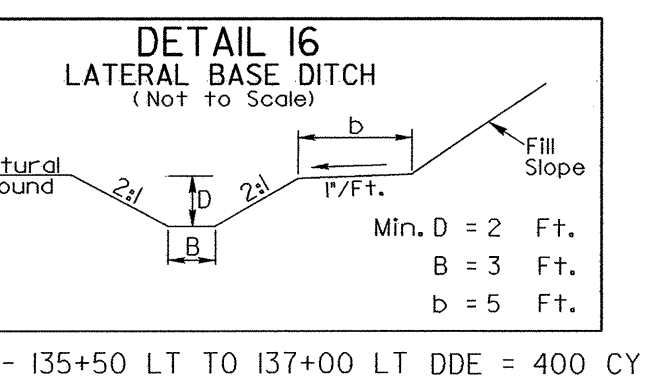 DETAIL 16
LATERAL BASE DITCH
(Not to Scale)
b
Fill
Slope
tural
ound
2:1
D
2:1
1"/Ft.
B
Min. D = 2 Ft.
B = 3 Ft.
b = 5 Ft.
- 135+50 LT TO 137+00 LT DDE = 400 CY